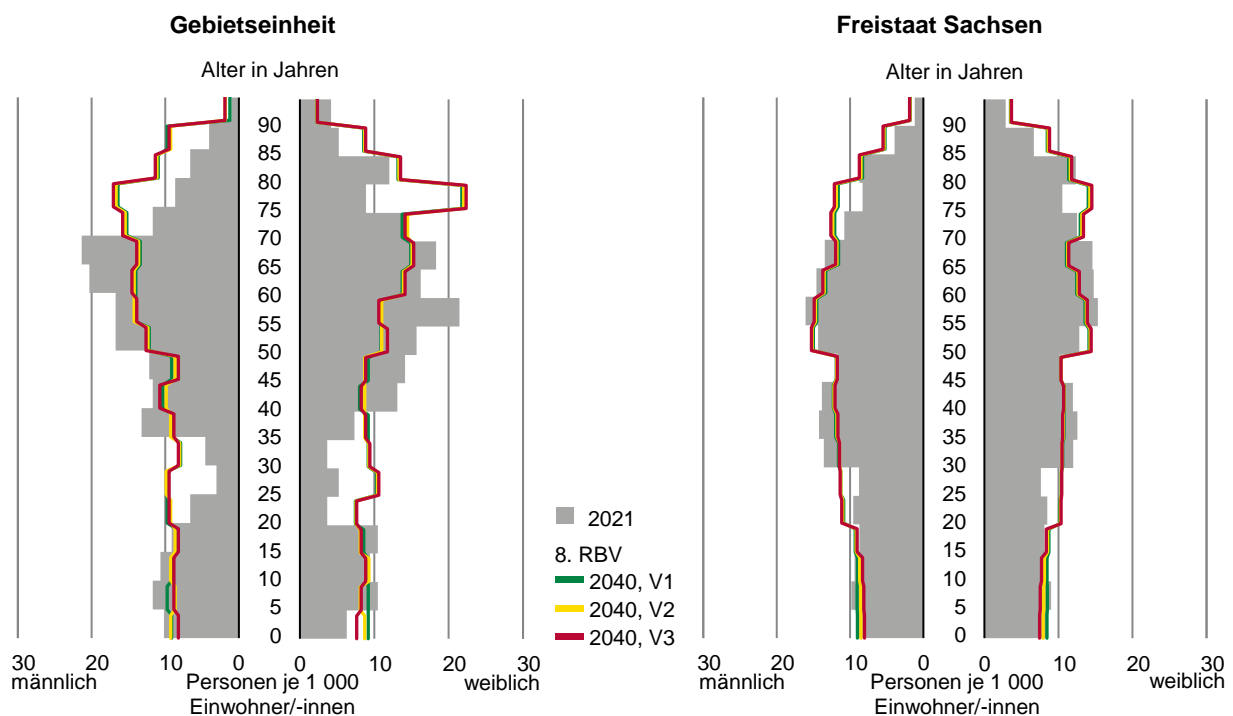 Gebietseinheit
Alter in Jahren
90
85
80
75
70
65
60
55
50
45
40
35
30
25
20
15
10
5
0
30 20 10 0 0 10 20 30
männlich Personen je 1 000 weiblich
Einwohner/-innen
2021
8. RBV
2040, V1
2040, V2
2040, V3
Freistaat Sachsen
Alter in Jahren
90
85
80
75
70
65
60
55
50
45
40
35
30
25
20
15
10
5
0
30 20 10 0 0 10 20 30
männlich Personen je 1 000 weiblich
Einwohner/-innen